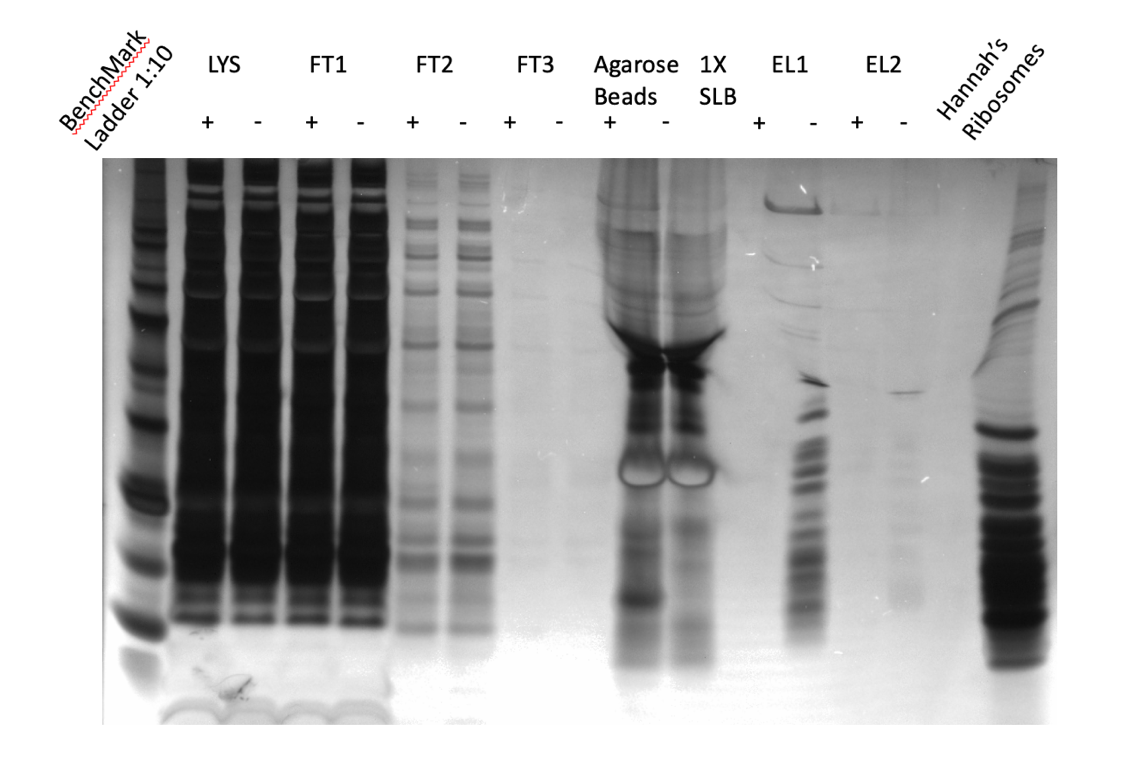 BenchMark
Ladder 1:10
LYS
FT1
FT2
FT3
Agarose
Beads
1X
SLB
EL1
EL2
Hannah's
Ribosomes
+ - + - + - + - + - + - + -